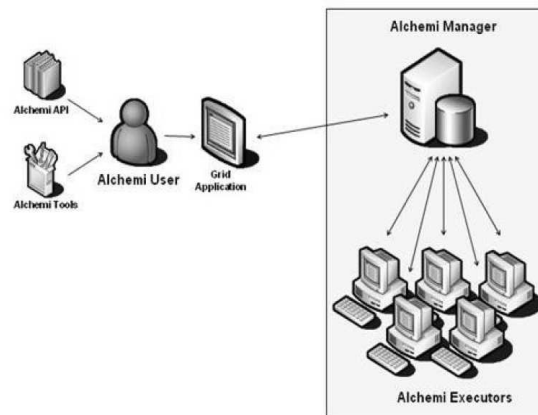 Alchemi Manager
Alchemi API
Alchemi User
Grid
Application
Alchemi Tools
Alchemi Executors